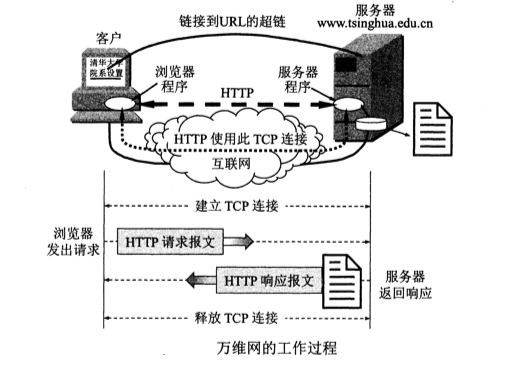 链接到URL的超链
服务器
www.tsinghua.edu.cn
客户
清华大学
院系设置
浏览器
程序
HTTP
服务器
程序
HTTP 使用此 TCP 连接
互联网
建立 TCP 连接
浏览器
发出请求
HTTP 请求报文
HTTP 响应报文
服务器
返回响应
释放 TCP 连接
万维网的工作过程